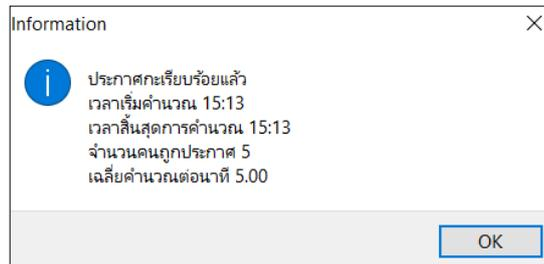 Information
ประกาศกะเรียบร้อยแล้ว
เวลาเริ่มคำนวณ 15:13
เวลาสิ้นสุดการคำนวณ 15:13
จำนวนคนถูกประกาศ 5
เฉลี่ยคำนวณต่อนาที 5.00
OK